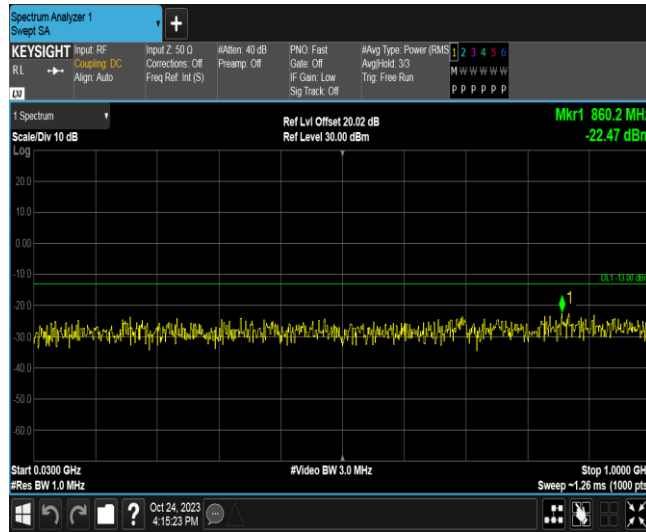 Spectrum Analyzer 1
Swept SA
+
KEYSIGHT
RL
LXI
Input: RF
Coupling: DC
Align: Auto
Input Z: 50 Ω
Corrections: Off
Freq Ref: Int (S)
#Atten: 40 dB
Preamp: Off
PNO: Fast
Gate: Off
IF Gain: Low
Sig Track: Off
#Avg Type: Power (RMS
Avg|Hold: 3/3
Trig: Free Run
1 2 3 4 5 6
M W W W W W
P P P P P P
1 Spectrum
Scale/Div 10 dB
Log
Ref Lvl Offset 20.02 dB
Ref Level 30.00 dBm
Mkr1 860.2 MHz
-22.47 dBm
20.0
10.0
0.00
-10.0
-20.0
-30.0
-40.0
-50.0
-60.0
DL1 -13.00 dBm
1
Start 0.0300 GHz
#Res BW 1.0 MHz
#Video BW 3.0 MHz
Stop 1.0000 GHz
Sweep ~1.26 ms (1000 pts)
?
Oct 24, 2023
4:15:23 PM